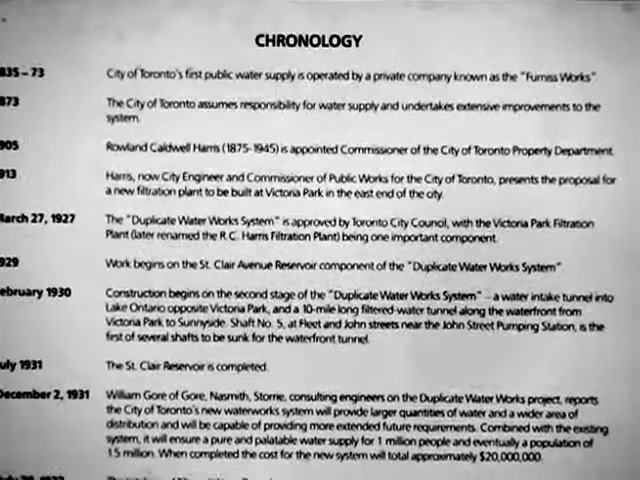 CHRONOLOGY
835 – 73 City of Toronto's first public water supply is operated by a private company known as the "Furniss Works"
873 The City of Toronto assumes responsibility for water supply and undertakes extensive improvements to the
system.
905 Rowland Caldwell Harris (1875-1945) is appointed Commissioner of the City of Toronto Property Department.
913 Harris, now City Engineer and Commissioner of Public Works for the City of Toronto, presents the proposal for
a new filtration plant to be built at Victoria Park in the east end of the city.
March 27, 1927 The "Duplicate Water Works System" is approved by Toronto City Council, with the Victoria Park Filtration
Plant (later renamed the R.C. Harris Filtration Plant) being one important component.
929 Work begins on the St. Clair Avenue Reservoir component of the "Duplicate Water Works System"
ebruary 1930 Construction begins on the second stage of the "Duplicate Water Works System" – a water intake tunnel into
Lake Ontario opposite Victoria Park, and a 10-mile long filtered-water tunnel along the waterfront from
Victoria Park to Sunnyside. Shaft No. 5, at Fleet and John streets near the John Street Pumping Station, is the
first of several shafts to be sunk for the waterfront tunnel.
uly 1931 The St. Clair Reservoir is completed.
December 2, 1931 William Gore of Gore, Nasmith, Storrie, consulting engineers on the Duplicate Water Works project, reports
the City of Toronto's new waterworks system will provide larger quantities of water and a wider area of
distribution and will be capable of providing more extended future requirements. Combined with the existing
system, it will ensure a pure and palatable water supply for 1 million people and eventually a population of
1.5 million. When completed the cost for the new system will total approximately $20,000,000.